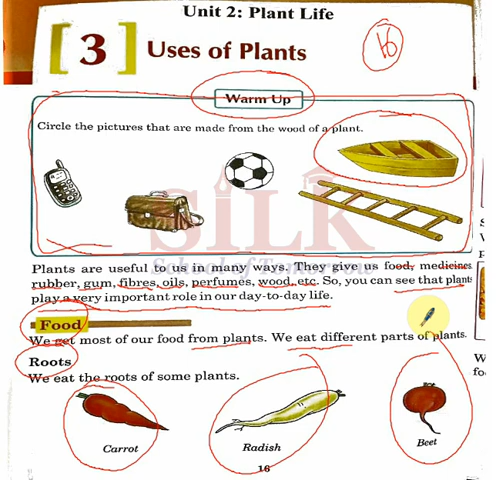 Unit 2: Plant Life
16
[ 3 ] Uses of Plants
Warm Up
Circle the pictures that are made from the wood of a plant.
SILK
School of Tomorrow
Plants are useful to us in many ways. They give us food, medicines
rubber, gum, fibres, oils, perfumes, wood, etc. So, you can see that plants
play a very important role in our day-to-day life.
Food
We get most of our food from plants. We eat different parts of plants.
Roots
We eat the roots of some plants.
Carrot Radish Beet
16